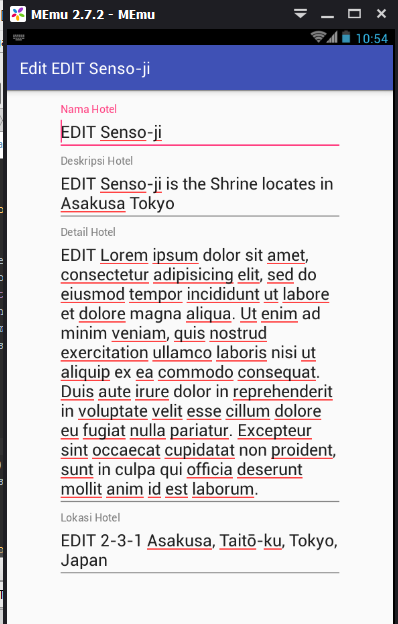 MEmu 2.7.2 - MEmu
10:54
Edit EDIT Senso-ji
Nama Hotel
EDIT Senso-ji
Deskripsi Hotel
EDIT Senso-ji is the Shrine locates in
Asakusa Tokyo
Detail Hotel
EDIT Lorem ipsum dolor sit amet,
consectetur adipisicing elit, sed do
eiusmod tempor incididunt ut labore
et dolore magna aliqua. Ut enim ad
minim veniam, quis nostrud
exercitation ullamco laboris nisi ut
aliquip ex ea commodo consequat.
Duis aute irure dolor in reprehenderit
in voluptate velit esse cillum dolore
eu fugiat nulla pariatur. Excepteur
sint occaecat cupidatat non proident,
sunt in culpa qui officia deserunt
mollit anim id est laborum.
Lokasi Hotel
EDIT 2-3-1 Asakusa, Taitō-ku, Tokyo,
Japan